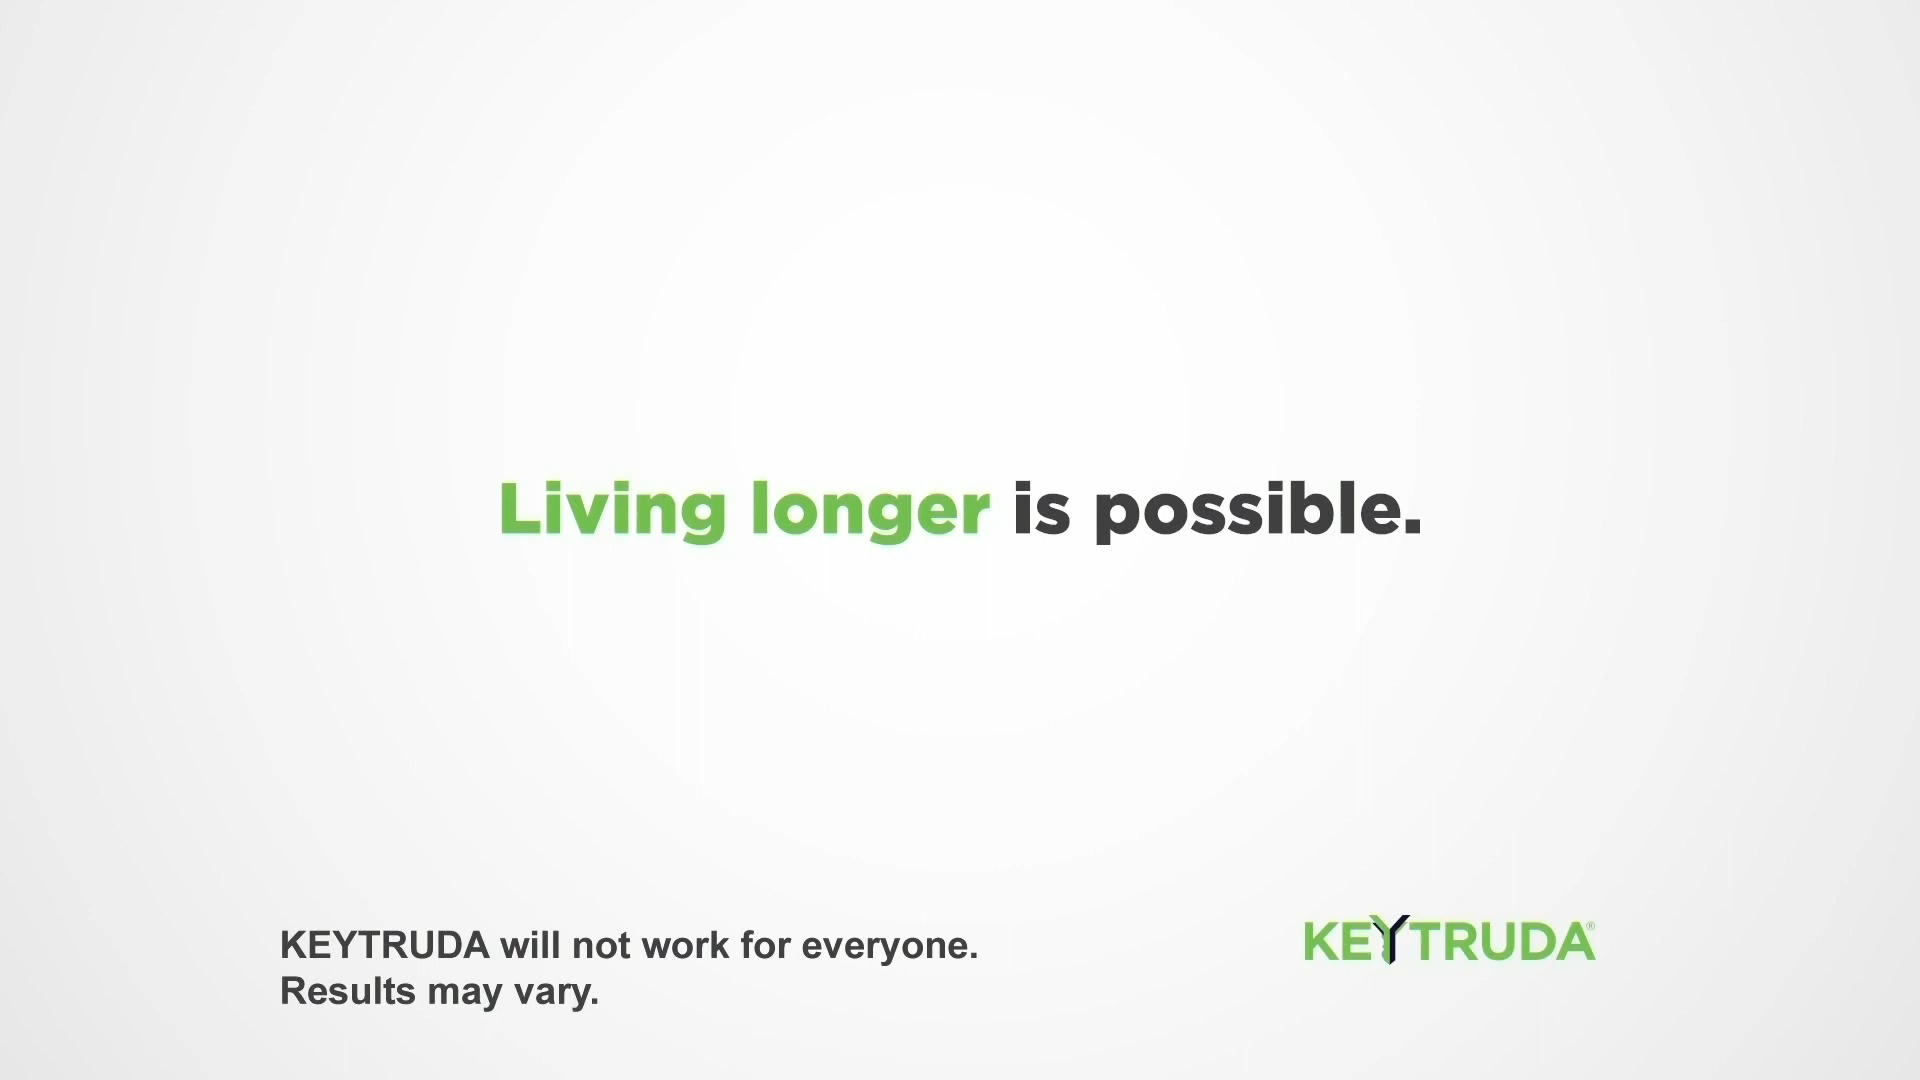 Living longer is possible.
KEYTRUDA will not work for everyone.
Results may vary.
KEYTRUDA®